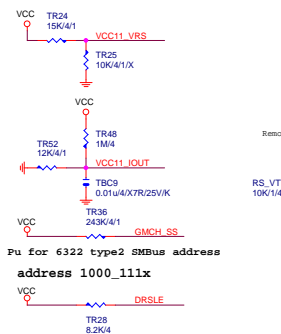 VCC
TR24
15K/4/1
VCC11_VRS
TR25
10K/4/1/X
VCC
TR48
1M/4
TR52
12K/4/1
VCC11_IOUT
TBC9
0.01u/4/X7R/25V/K
Remo
RS_VT
10K/1/4
TR36
243K/4/1
VCC
GMCH_SS
Pu for 6322 type2 SMBus address
address 1000_111x
VCC
DRSLE
TR28
8.2K/4